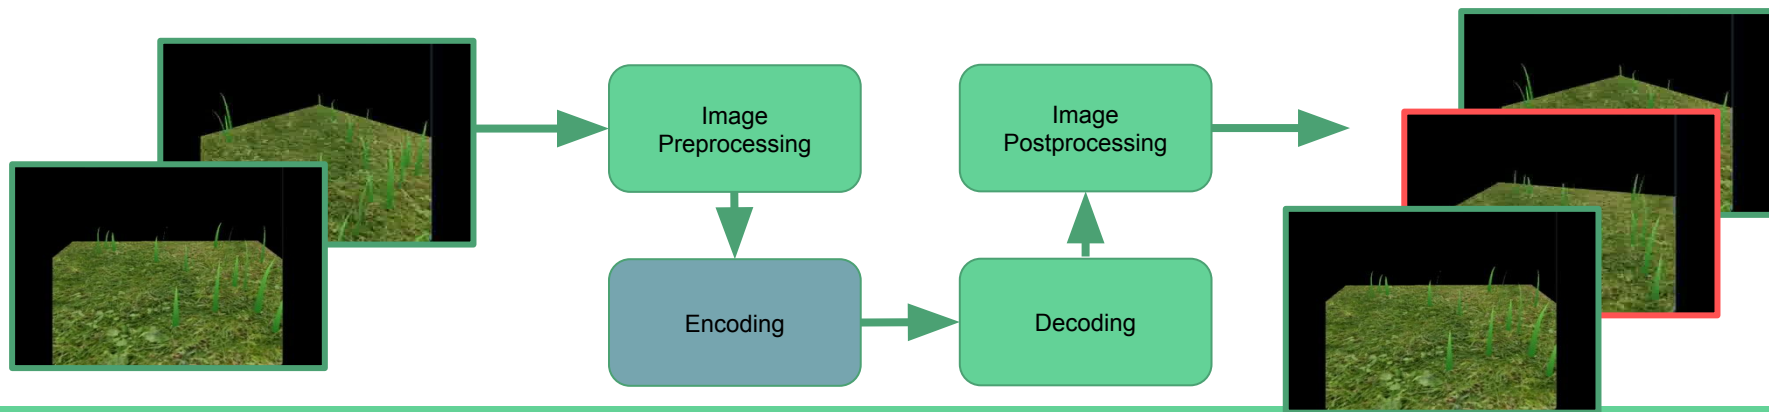 Image
Preprocessing
Encoding
Decoding
Image
Postprocessing